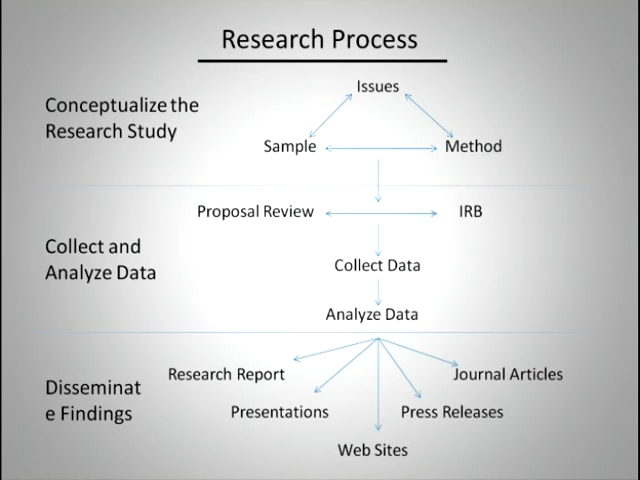 Research Process
Conceptualize the
Research Study
Issues
Sample
Method
Collect and
Analyze Data
Proposal Review
IRB
Collect Data
Analyze Data
Disseminat
e Findings
Research Report
Journal Articles
Presentations
Press Releases
Web Sites